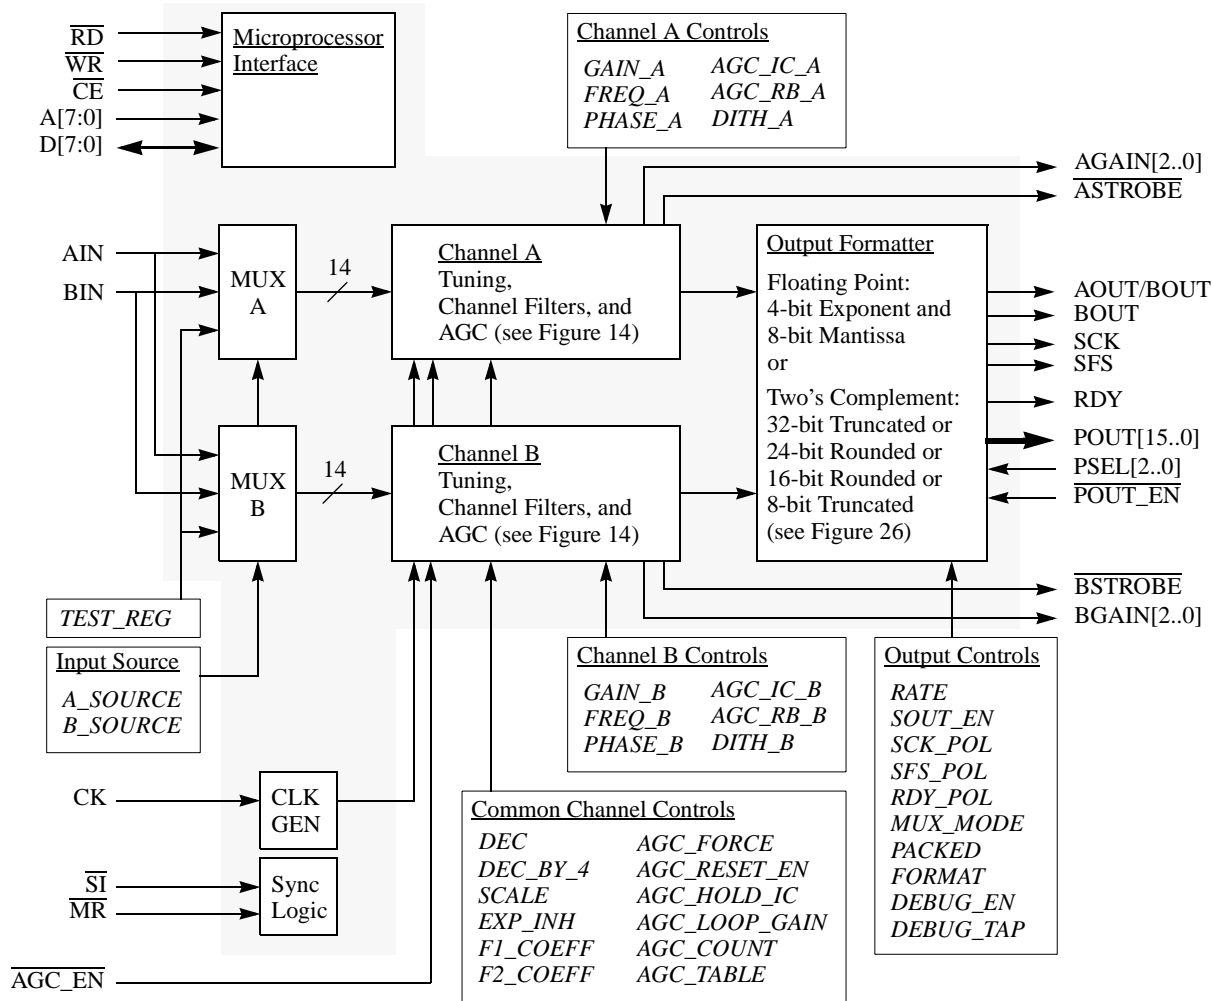 RD
WR
CE
A[7:0]
D[7:0]
Microprocessor
Interface
Channel A Controls
GAIN_A AGC_IC_A
FREQ_A AGC_RB_A
PHASE_A DITH_A
AGAIN[2..0]
ASTROBE
AIN
BIN
MUX
A
14
Channel A
Tuning,
Channel Filters, and
AGC (see Figure 14)
MUX
B
14
Channel B
Tuning,
Channel Filters, and
AGC (see Figure 14)
Output Formatter
Floating Point:
4-bit Exponent and
8-bit Mantissa
or
Two's Complement:
32-bit Truncated or
24-bit Rounded or
16-bit Rounded or
8-bit Truncated
(see Figure 26)
AOUT/BOUT
BOUT
SCK
SFS
RDY
POUT[15..0]
PSEL[2..0]
POUT_EN
BSTROBE
BGAIN[2..0]
TEST_REG
Input Source
A_SOURCE
B_SOURCE
Channel B Controls
GAIN_B AGC_IC_B
FREQ_B AGC_RB_B
PHASE_B DITH_B
Output Controls
RATE
SOUT_EN
SCK_POL
SFS_POL
RDY_POL
MUX_MODE
PACKED
FORMAT
DEBUG_EN
DEBUG_TAP
CK
CLK
GEN
SI
MR
Sync
Logic
AGC_EN
Common Channel Controls
DEC AGC_FORCE
DEC_BY_4 AGC_RESET_EN
SCALE AGC_HOLD_IC
EXP_INH AGC_LOOP_GAIN
F1_COEFF AGC_COUNT
F2_COEFF AGC_TABLE